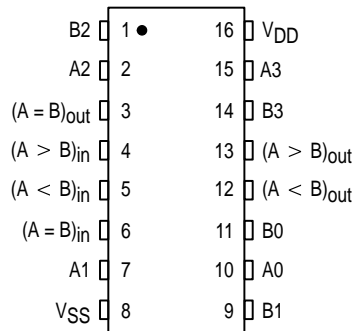 B2 1 16 VDD
A2 2 15 A3
(A = B)out 3 14 B3
(A > B)in 4 13 (A > B)out
(A < B)in 5 12 (A < B)out
(A = B)in 6 11 B0
A1 7 10 A0
VSS 8 9 B1